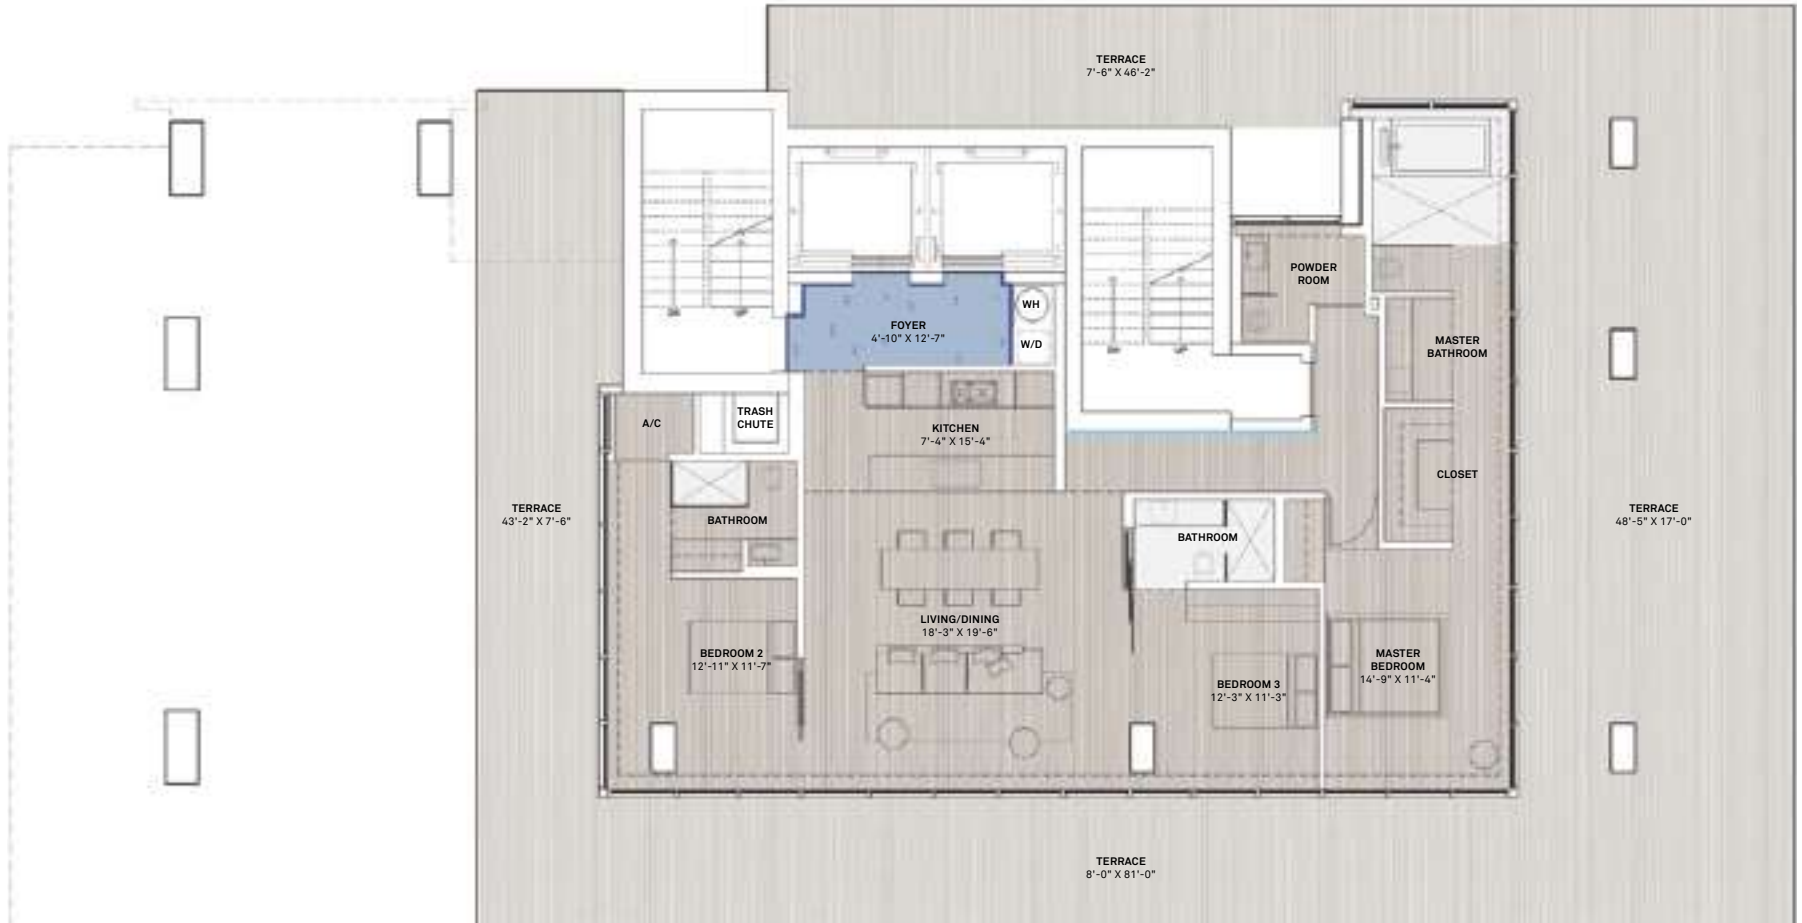 TERRACE
7'-6" X 46'-2"
POWDER
ROOM
WH
FOYER
4'-10" X 12'-7"
W/D
MASTER
BATHROOM
TRASH
CHUTE
A/C
KITCHEN
7'-4" X 15'-4"
CLOSET
TERRACE
43'-2" X 7'-6"
BATHROOM
BATHROOM
TERRACE
48'-5" X 17'-0"
LIVING/DINING
18'-3" X 19'-6"
BEDROOM 2
12'-11" X 11'-7"
BEDROOM 3
12'-3" X 11'-3"
MASTER
BEDROOM
14'-9" X 11'-4"
TERRACE
8'-0" X 81'-0"